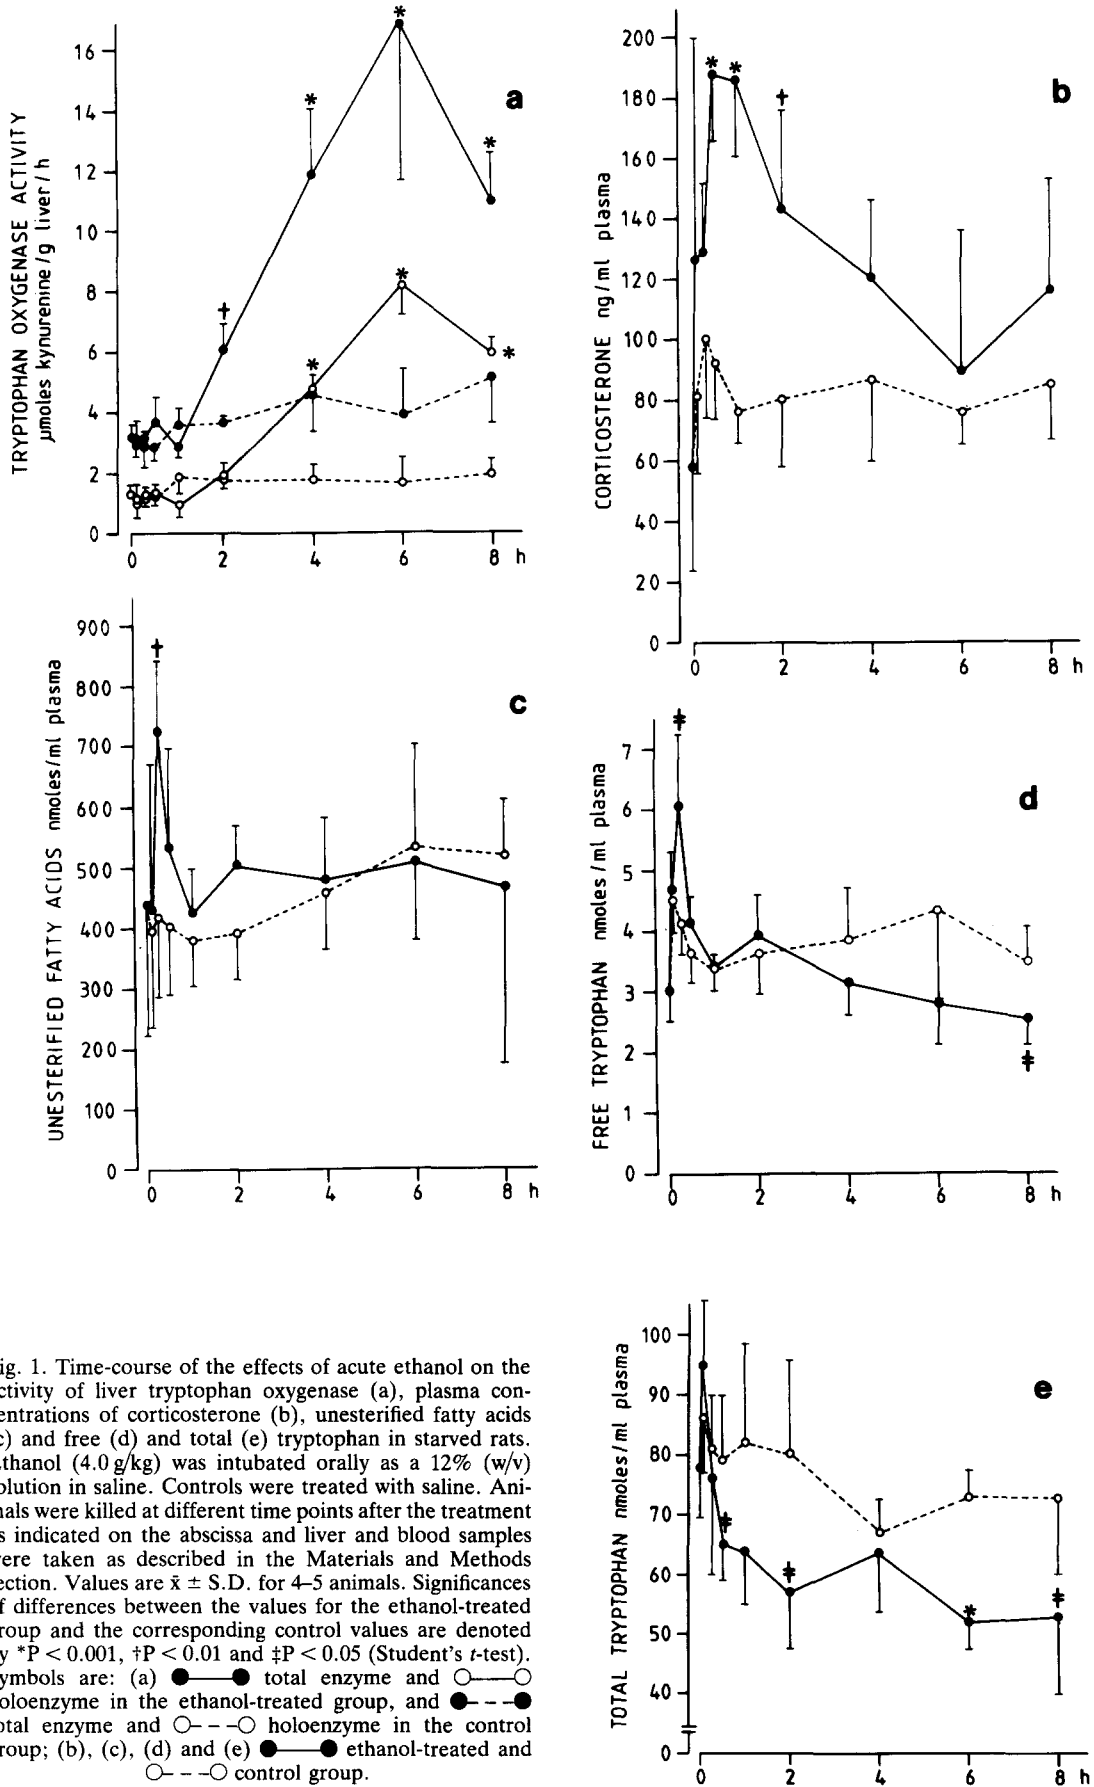 TRYPTOPHAN OXYGENASE ACTIVITY
µmoles kynurenine/g liver/h
16
14
12
10
8
6
4
2
0
0 2 4 6 8 h
a
* * * † * * *
CORTICOSTERONE ng/ml plasma
200
180
160
140
120
100
80
60
40
20
0
0 2 4 6 8 h
b
* * †
UNESTERIFIED FATTY ACIDS nmoles/ml plasma
900
800
700
600
500
400
300
200
100
0
0 2 4 6 8 h
c
†
FREE TRYPTOPHAN nmoles/ml plasma
7
6
5
4
3
2
1
0
0 2 4 6 8 h
d
‡ ‡
TOTAL TRYPTOPHAN nmoles/ml plasma
100
90
80
70
60
50
40
0
0 2 4 6 8 h
e
‡ ‡ * ‡
ig. 1. Time-course of the effects of acute ethanol on the
ctivity of liver tryptophan oxygenase (a), plasma con-
entrations of corticosterone (b), unesterified fatty acids
c) and free (d) and total (e) tryptophan in starved rats.
thanol (4.0 g/kg) was intubated orally as a 12% (w/v)
olution in saline. Controls were treated with saline. Ani-
nals were killed at different time points after the treatment
s indicated on the abscissa and liver and blood samples
vere taken as described in the Materials and Methods
ection. Values are x̄ ± S.D. for 4–5 animals. Significances
f differences between the values for the ethanol-treated
roup and the corresponding control values are denoted
y *P < 0.001, †P < 0.01 and ‡P < 0.05 (Student's t-test).
ymbols are: (a) ●——● total enzyme and ○——○
oloenzyme in the ethanol-treated group, and ●---●
otal enzyme and ○---○ holoenzyme in the control
roup; (b), (c), (d) and (e) ●——● ethanol-treated and
○---○ control group.